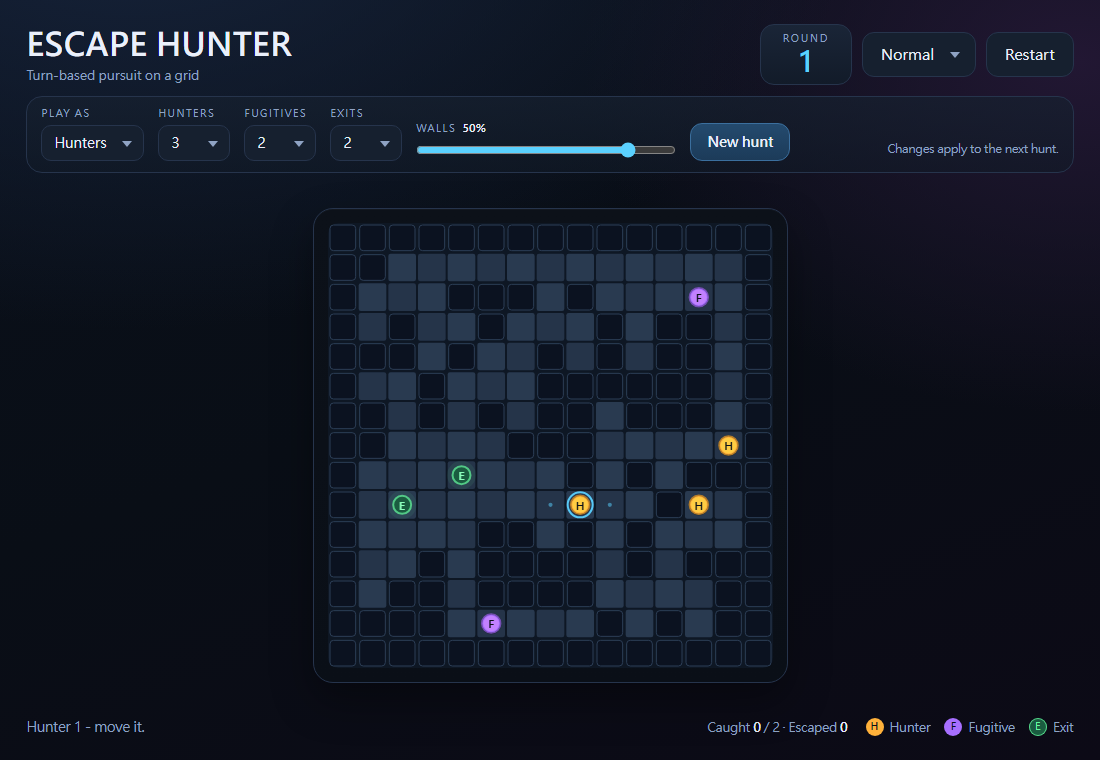 ESCAPE HUNTER
Turn-based pursuit on a grid
ROUND
1
Normal
Restart
PLAY AS
Hunters
HUNTERS
3
FUGITIVES
2
EXITS
2
WALLS 50%
New hunt
Changes apply to the next hunt.
F
H
E
E
H
H
F
Hunter 1 - move it.
Caught 0 / 2 · Escaped 0
H Hunter
F Fugitive
E Exit